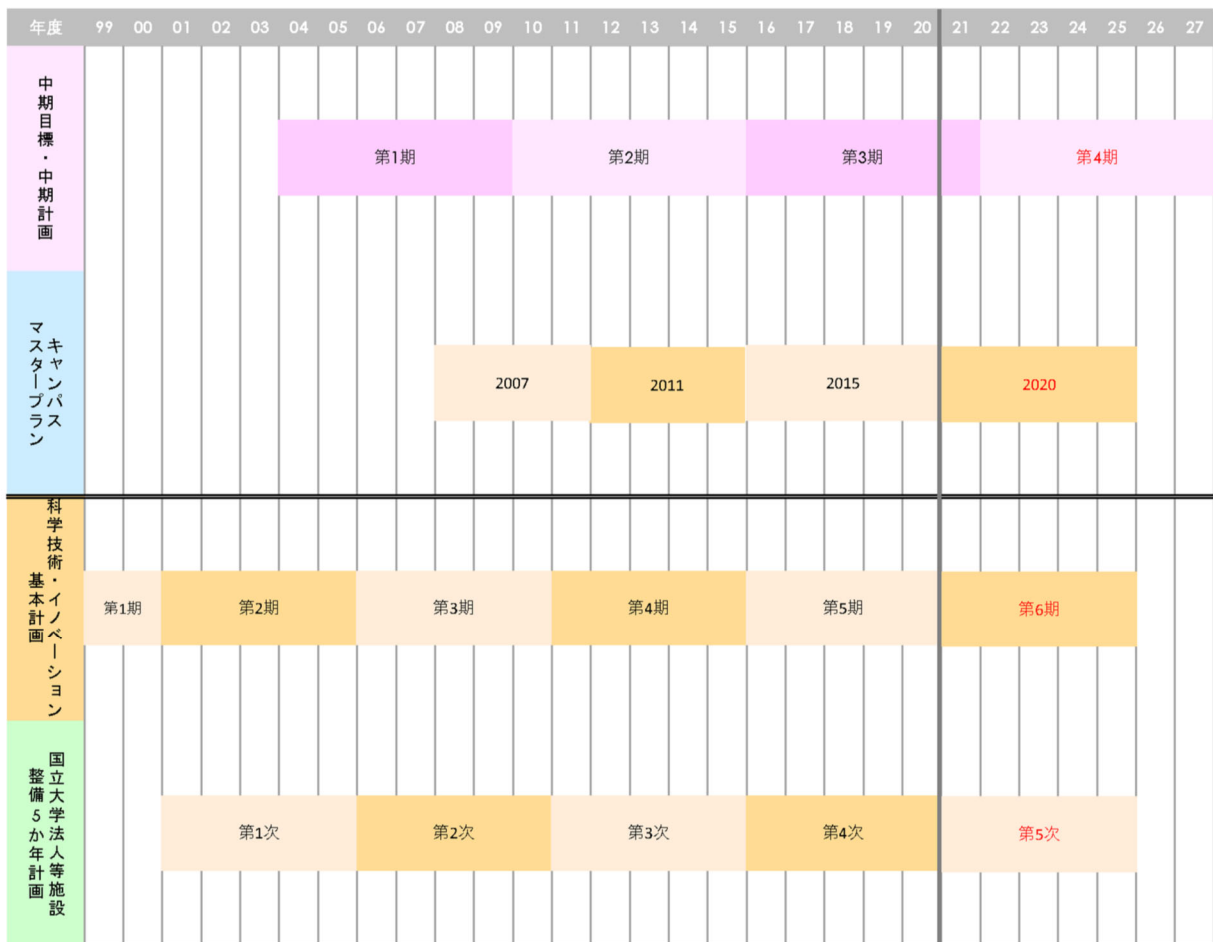 年度 99 00 01 02 03 04 05 06 07 08 09 10 11 12 13 14 15 16 17 18 19 20 21 22 23 24 25 26 27
中期目標・中期計画
第1期 第2期 第3期 第4期
キャンパス
マスタープラン
2007 2011 2015 2020
科学技術・イノベーション
基本計画
第1期 第2期 第3期 第4期 第5期 第6期
国立大学法人等施設
整備5か年計画
第1次 第2次 第3次 第4次 第5次